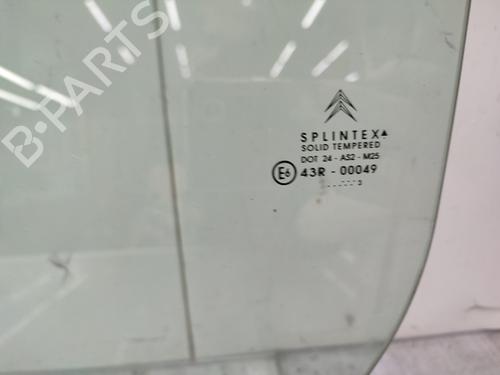 B-PARTS
SPLINTEX
SOLID TEMPERED
DOT 24 - AS2 - M25
E6 43R - 00049